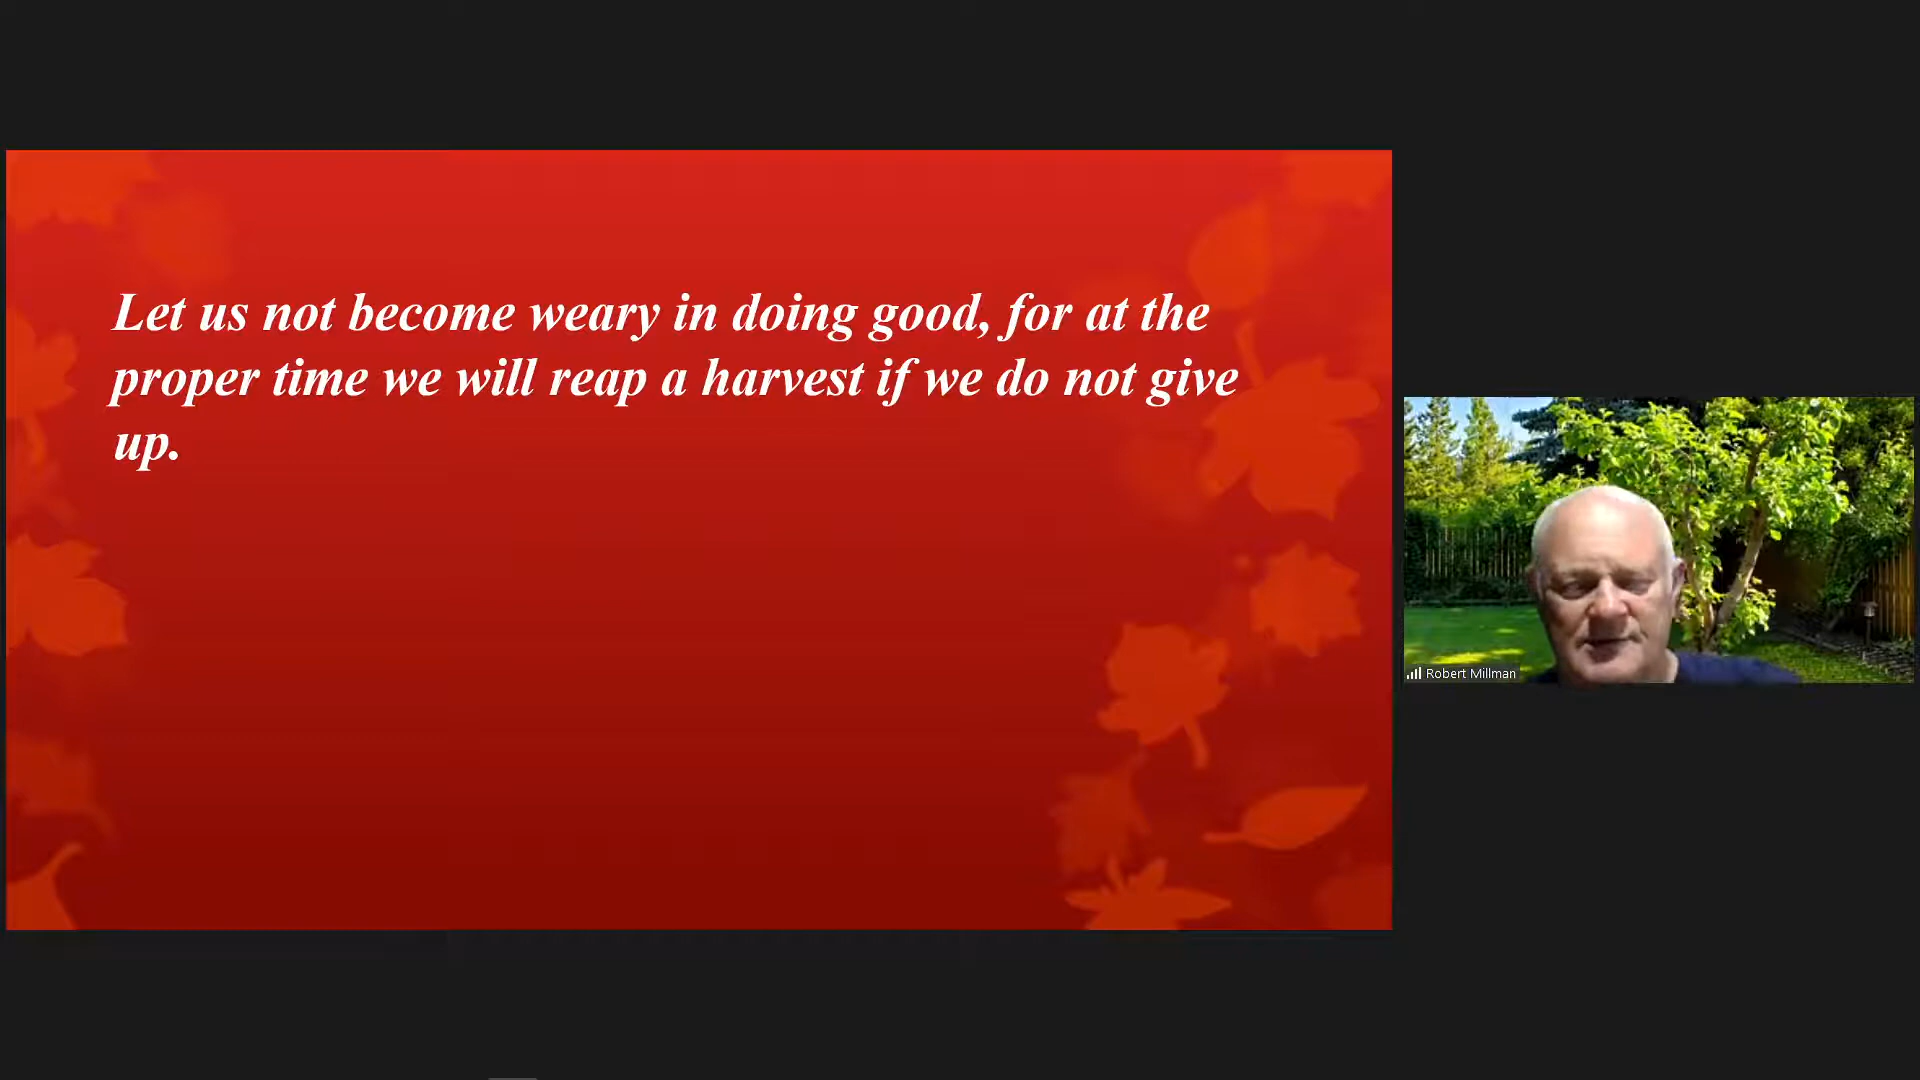 Let us not become weary in doing good, for at the
proper time we will reap a harvest if we do not give
up.
Robert Millman